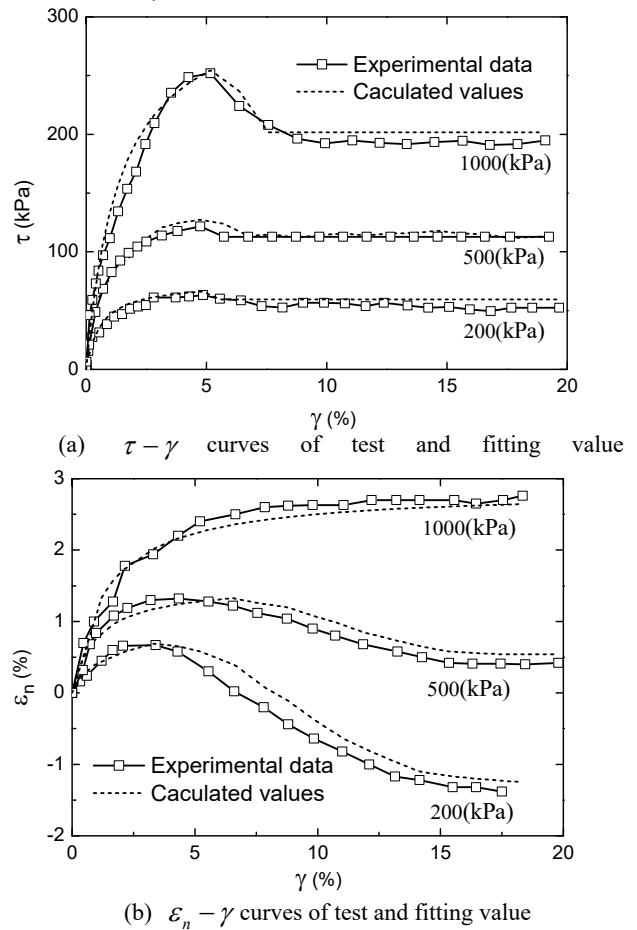 300
200
100
0
τ (kPa)
Experimental data
Caculated values
1000(kPa)
500(kPa)
200(kPa)
0 5 10 15 20
γ (%)
(a) τ − γ curves of test and fitting value
3
2
1
0
-1
-2
εn (%)
1000(kPa)
500(kPa)
Experimental data
Caculated values
200(kPa)
0 5 10 15 20
γ (%)
(b) εn − γ curves of test and fitting value